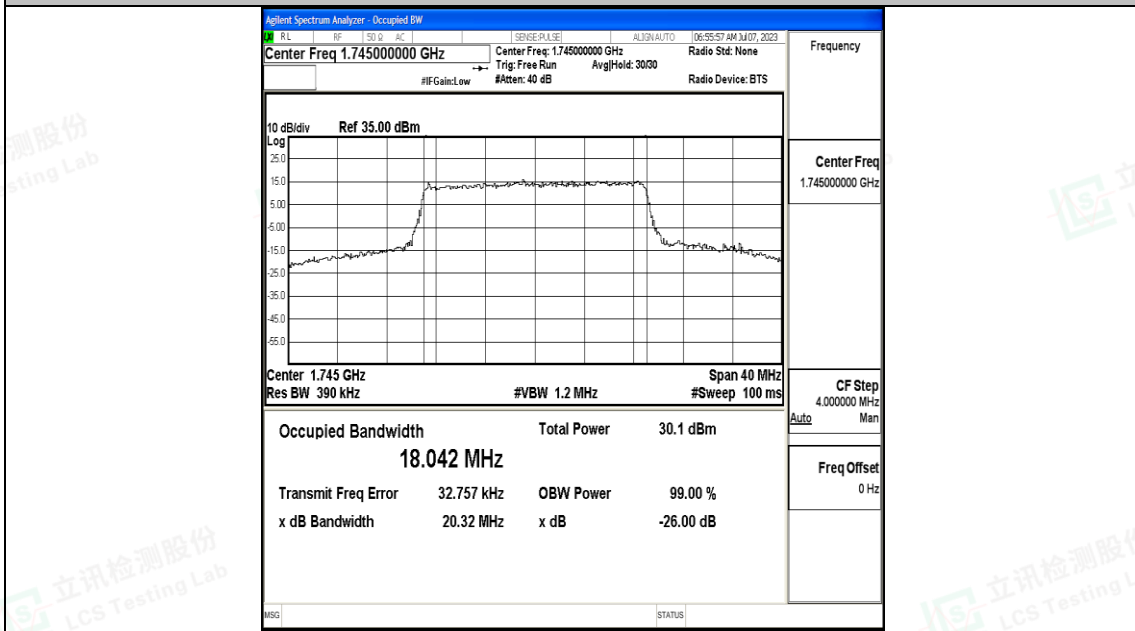 Agilent Spectrum Analyzer - Occupied BW
RL RF 50 Ω AC SENSE:PULSE ALIGN AUTO 06:55:57 AM Jul 07, 2023
Center Freq 1.745000000 GHz
Center Freq: 1.745000000 GHz
Radio Std: None
Trig: Free Run Avg|Hold: 30/30
#IFGain:Low
#Atten: 40 dB
Radio Device: BTS
10 dB/div Ref 35.00 dBm
Log
25.0
15.0
5.00
-5.00
-15.0
-25.0
-35.0
-45.0
-55.0
Center 1.745 GHz
Span 40 MHz
Res BW 390 kHz
#VBW 1.2 MHz
#Sweep 100 ms
Occupied Bandwidth
Total Power 30.1 dBm
18.042 MHz
Transmit Freq Error 32.757 kHz
OBW Power 99.00 %
x dB Bandwidth 20.32 MHz
x dB -26.00 dB
MSG
STATUS
Frequency
Center Freq
1.745000000 GHz
CF Step
4.000000 MHz
Auto Man
Freq Offset
0 Hz
立讯检测股份
LCS Testing Lab
立讯检测股份
LCS Testing L
测股份
sting Lab
立